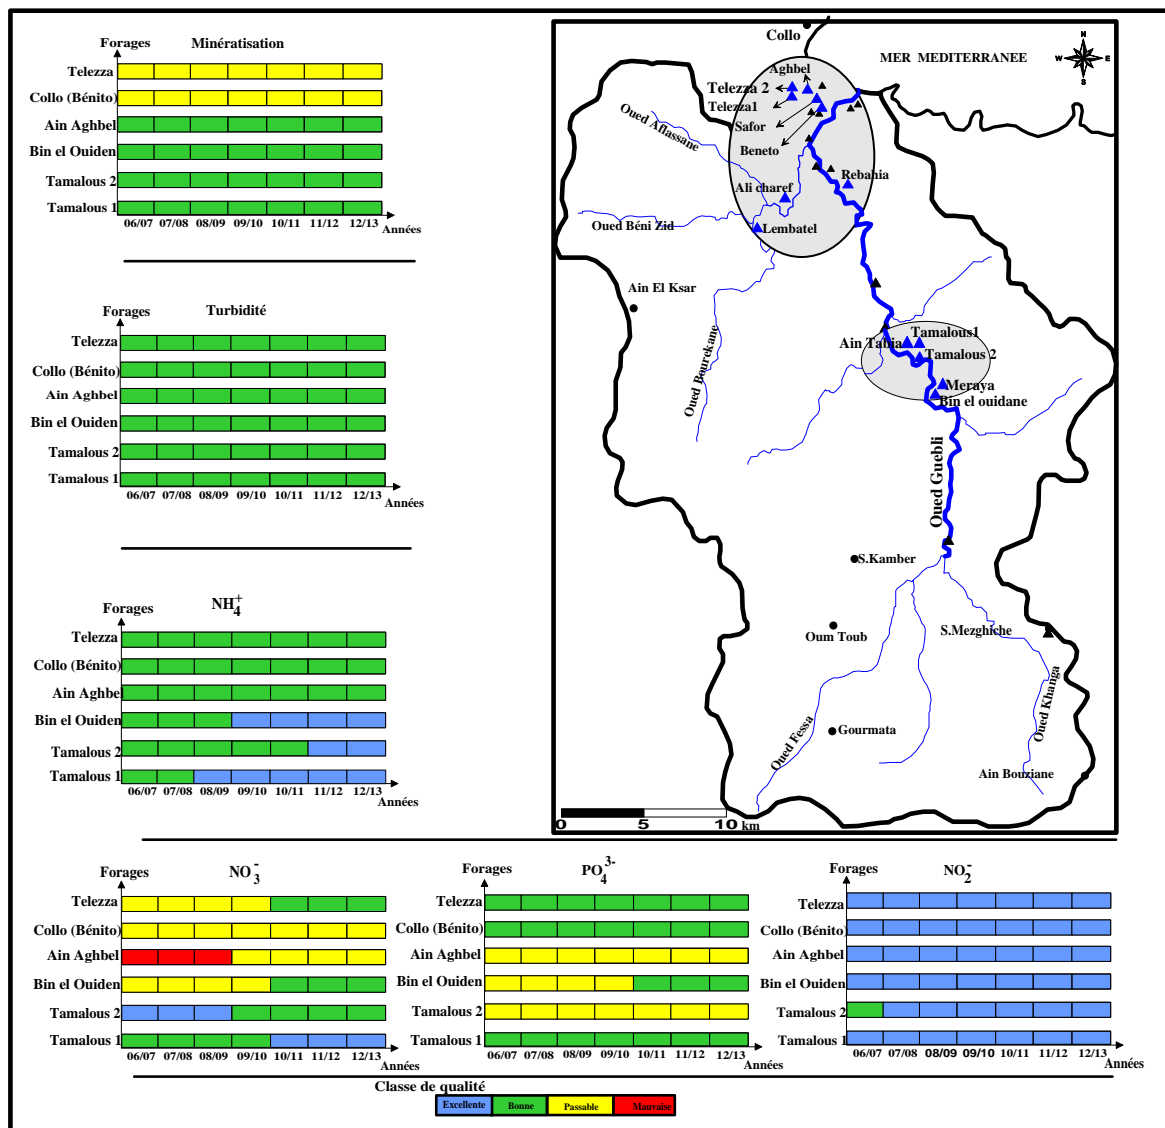 Forages Minératisation
Telezza
Collo (Bénito)
Ain Aghbel
Bin el Ouiden
Tamalous 2
Tamalous 1
06/07 07/08 08/09 09/10 10/11 11/12 12/13
Années
Forages Turbidité
Telezza
Collo (Bénito)
Ain Aghbel
Bin el Ouiden
Tamalous 2
Tamalous 1
06/07 07/08 08/09 09/10 10/11 11/12 12/13
Années
Forages NH4+
Telezza
Collo (Bénito)
Ain Aghbel
Bin el Ouiden
Tamalous 2
Tamalous 1
06/07 07/08 08/09 09/10 10/11 11/12 12/13
Années
Collo
MER MEDITERRANEE
N
W E
S
Aghbel
Telezza 2
Telezza1
Safor
Beneto
Oued Aflassane
Rebahia
Ali charef
Oued Béni Zid
Lembatel
Ain El Ksar
Oued Bourekane
Tamalous1
Ain Tabia
Tamalous 2
Meraya
Bin el ouidane
Oued Guebli
S.Kamber
Oum Toub
S.Mezghiche
Oued Khanga
Oued Fessa
Gourmata
Ain Bouziane
0 5 10 km
Forages NO3-
Telezza
Collo (Bénito)
Ain Aghbel
Bin el Ouiden
Tamalous 2
Tamalous 1
06/07 07/08 08/09 09/10 10/11 11/12 12/13
Années
Forages PO4 3-
Telezza
Collo (Bénito)
Ain Aghbel
Bin el Ouiden
Tamalous 2
Tamalous 1
06/07 07/08 08/09 09/10 10/11 11/12 12/13
Années
Forages NO2-
Telezza
Collo (Bénito)
Ain Aghbel
Bin el Ouiden
Tamalous 2
Tamalous 1
06/07 07/08 08/09 09/10 10/11 11/12 12/13
Années
Classe de qualité
Excellente Bonne Passable Mauvaise